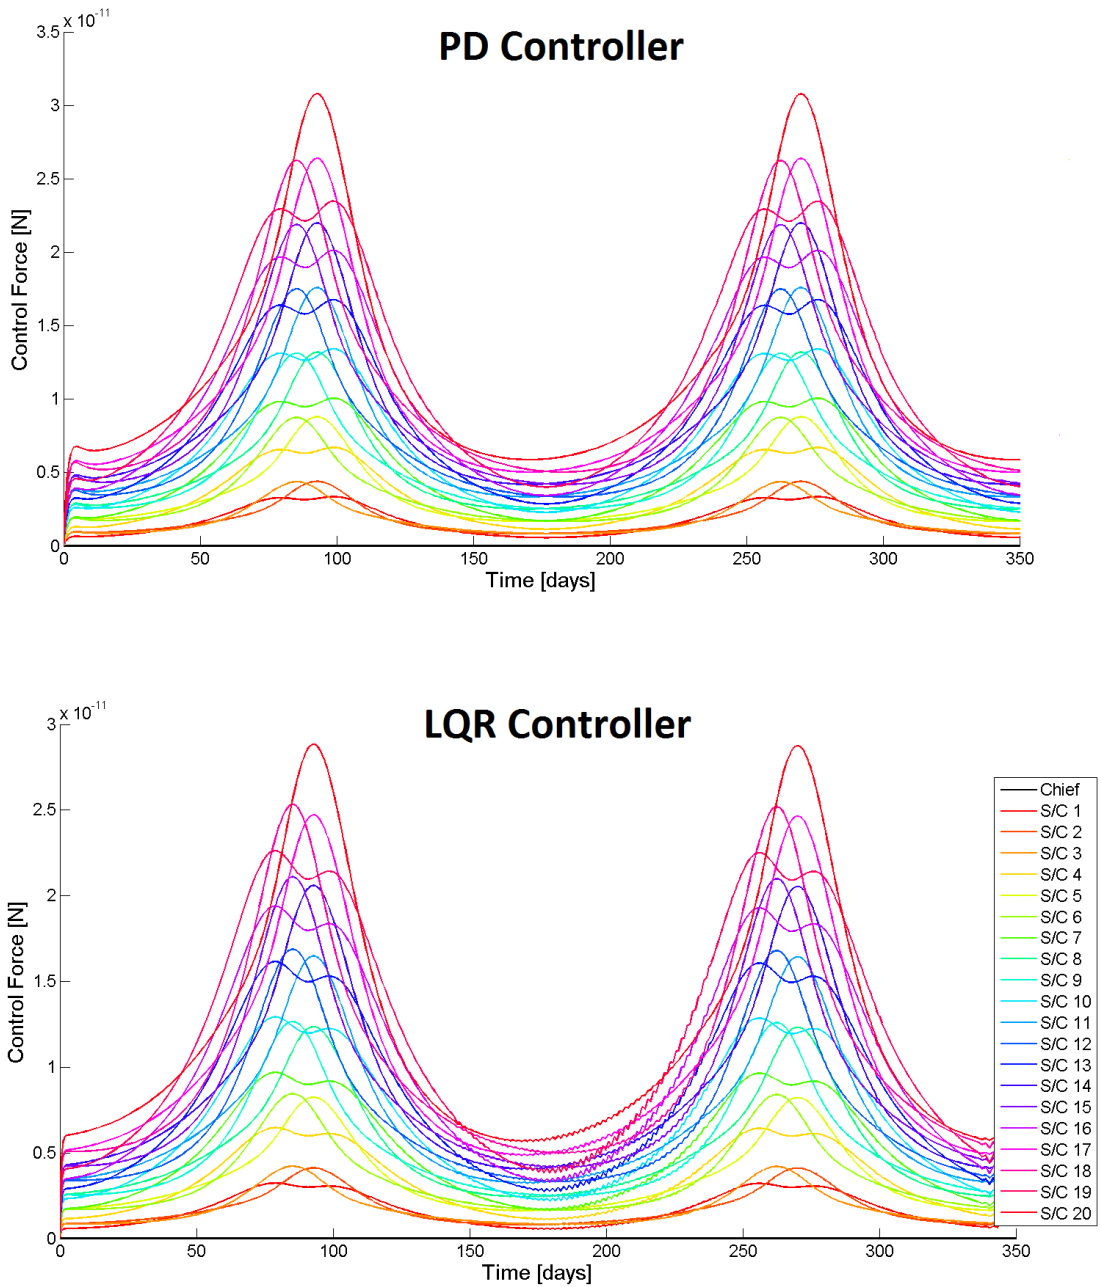 x 10-11
PD Controller
3.5
3
2.5
2
1.5
1
0.5
0
Control Force [N]
0 50 100 150 200 250 300 350
Time [days]
x 10-11
LQR Controller
3
2.5
2
1.5
1
0.5
0
Control Force [N]
0 50 100 150 200 250 300 350
Time [days]
Chief
S/C 1
S/C 2
S/C 3
S/C 4
S/C 5
S/C 6
S/C 7
S/C 8
S/C 9
S/C 10
S/C 11
S/C 12
S/C 13
S/C 14
S/C 15
S/C 16
S/C 17
S/C 18
S/C 19
S/C 20